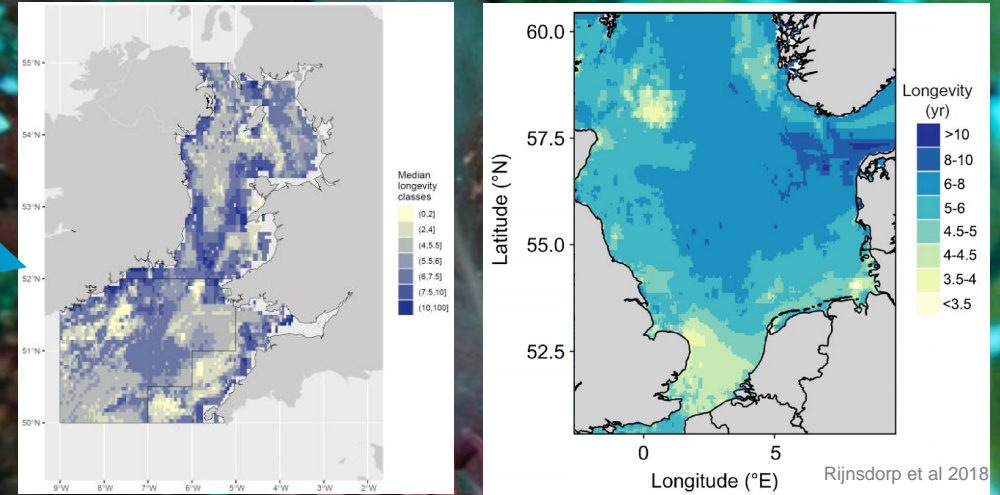 55°N
54°N
53°N
52°N
51°N
50°N
9°W 8°W 7°W 6°W 5°W 4°W 3°W 2°W
Median
longevity
classes
(0,2]
(2,4]
(4,5.5]
(5.5,6]
(6,7.5]
(7.5,10]
(10,100]
Latitude (°N)
60.0
57.5
55.0
52.5
0 5
Longitude (°E)
Longevity
(yr)
>10
8-10
6-8
5-6
4.5-5
4-4.5
3.5-4
<3.5
Rijnsdorp et al 2018